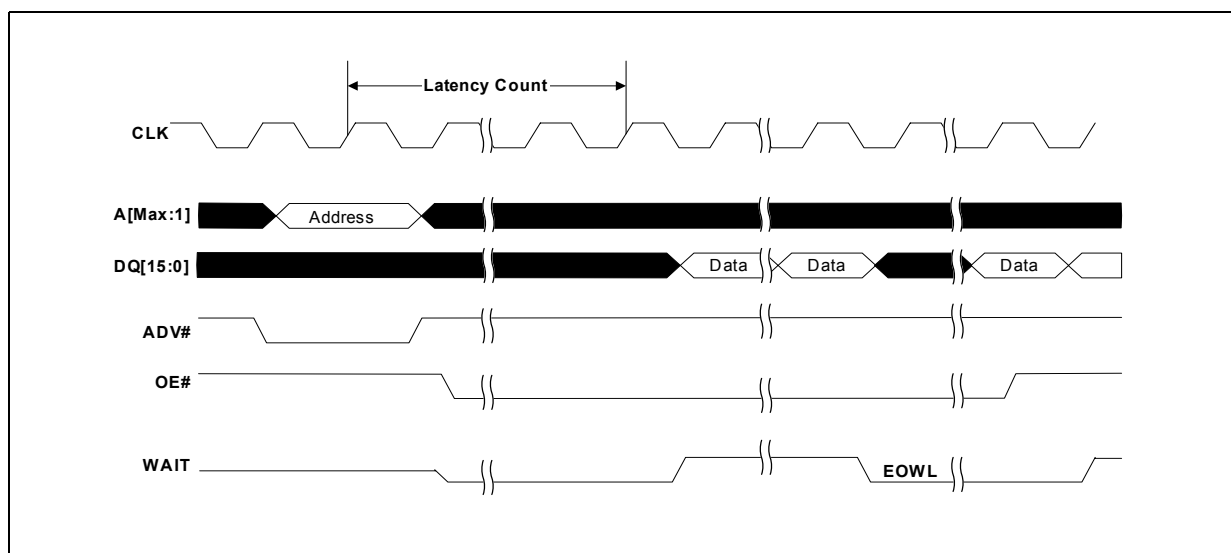 Latency Count
CLK
A[Max:1]
Address
DQ[15:0]
Data
Data
Data
ADV#
OE#
WAIT
EOWL